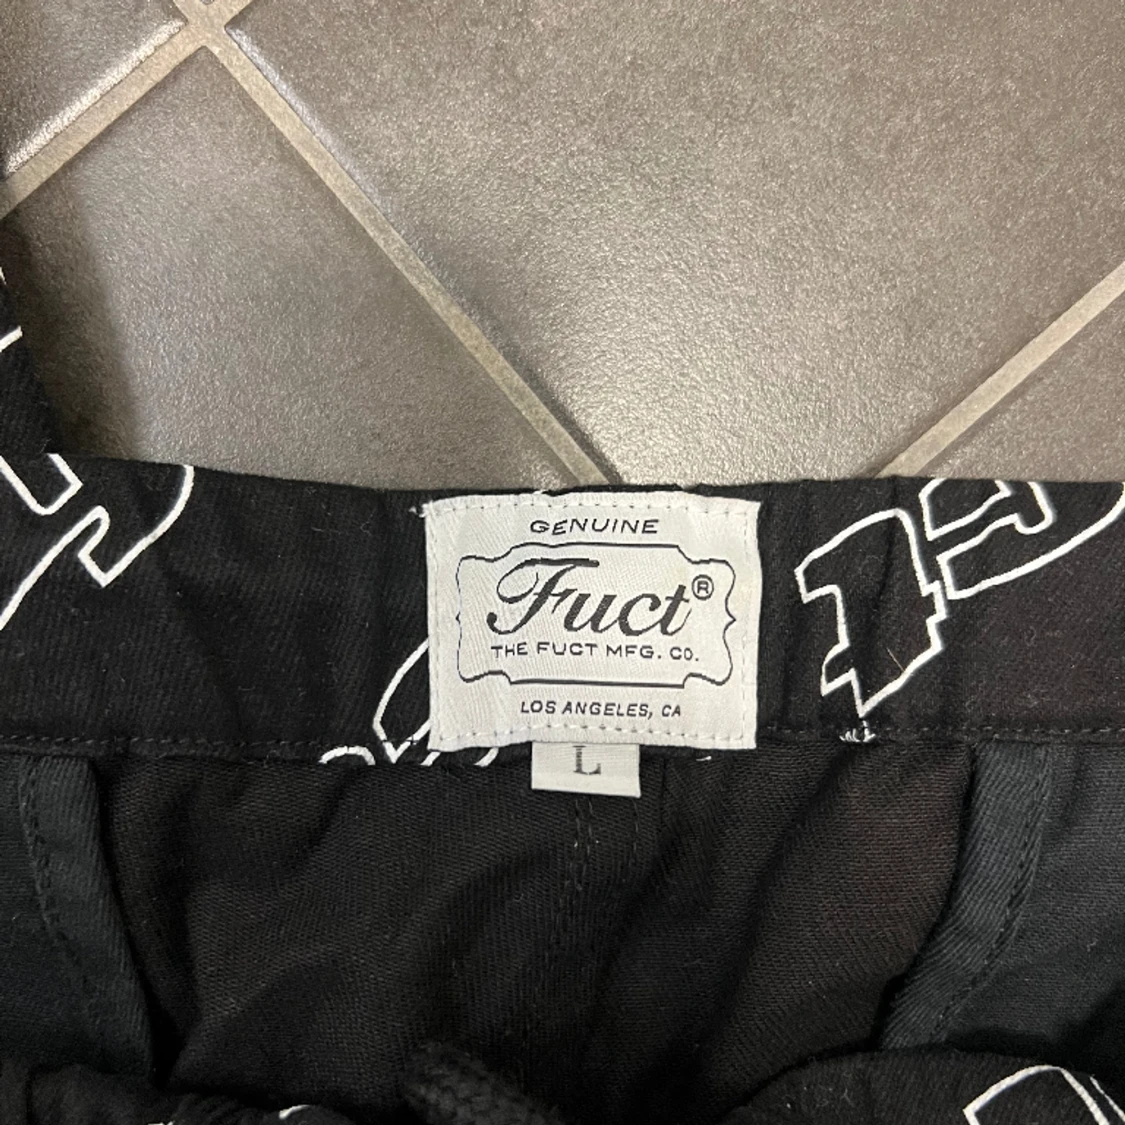 GENUINE
Fuct®
THE FUCT MFG. CO.
LOS ANGELES, CA
L